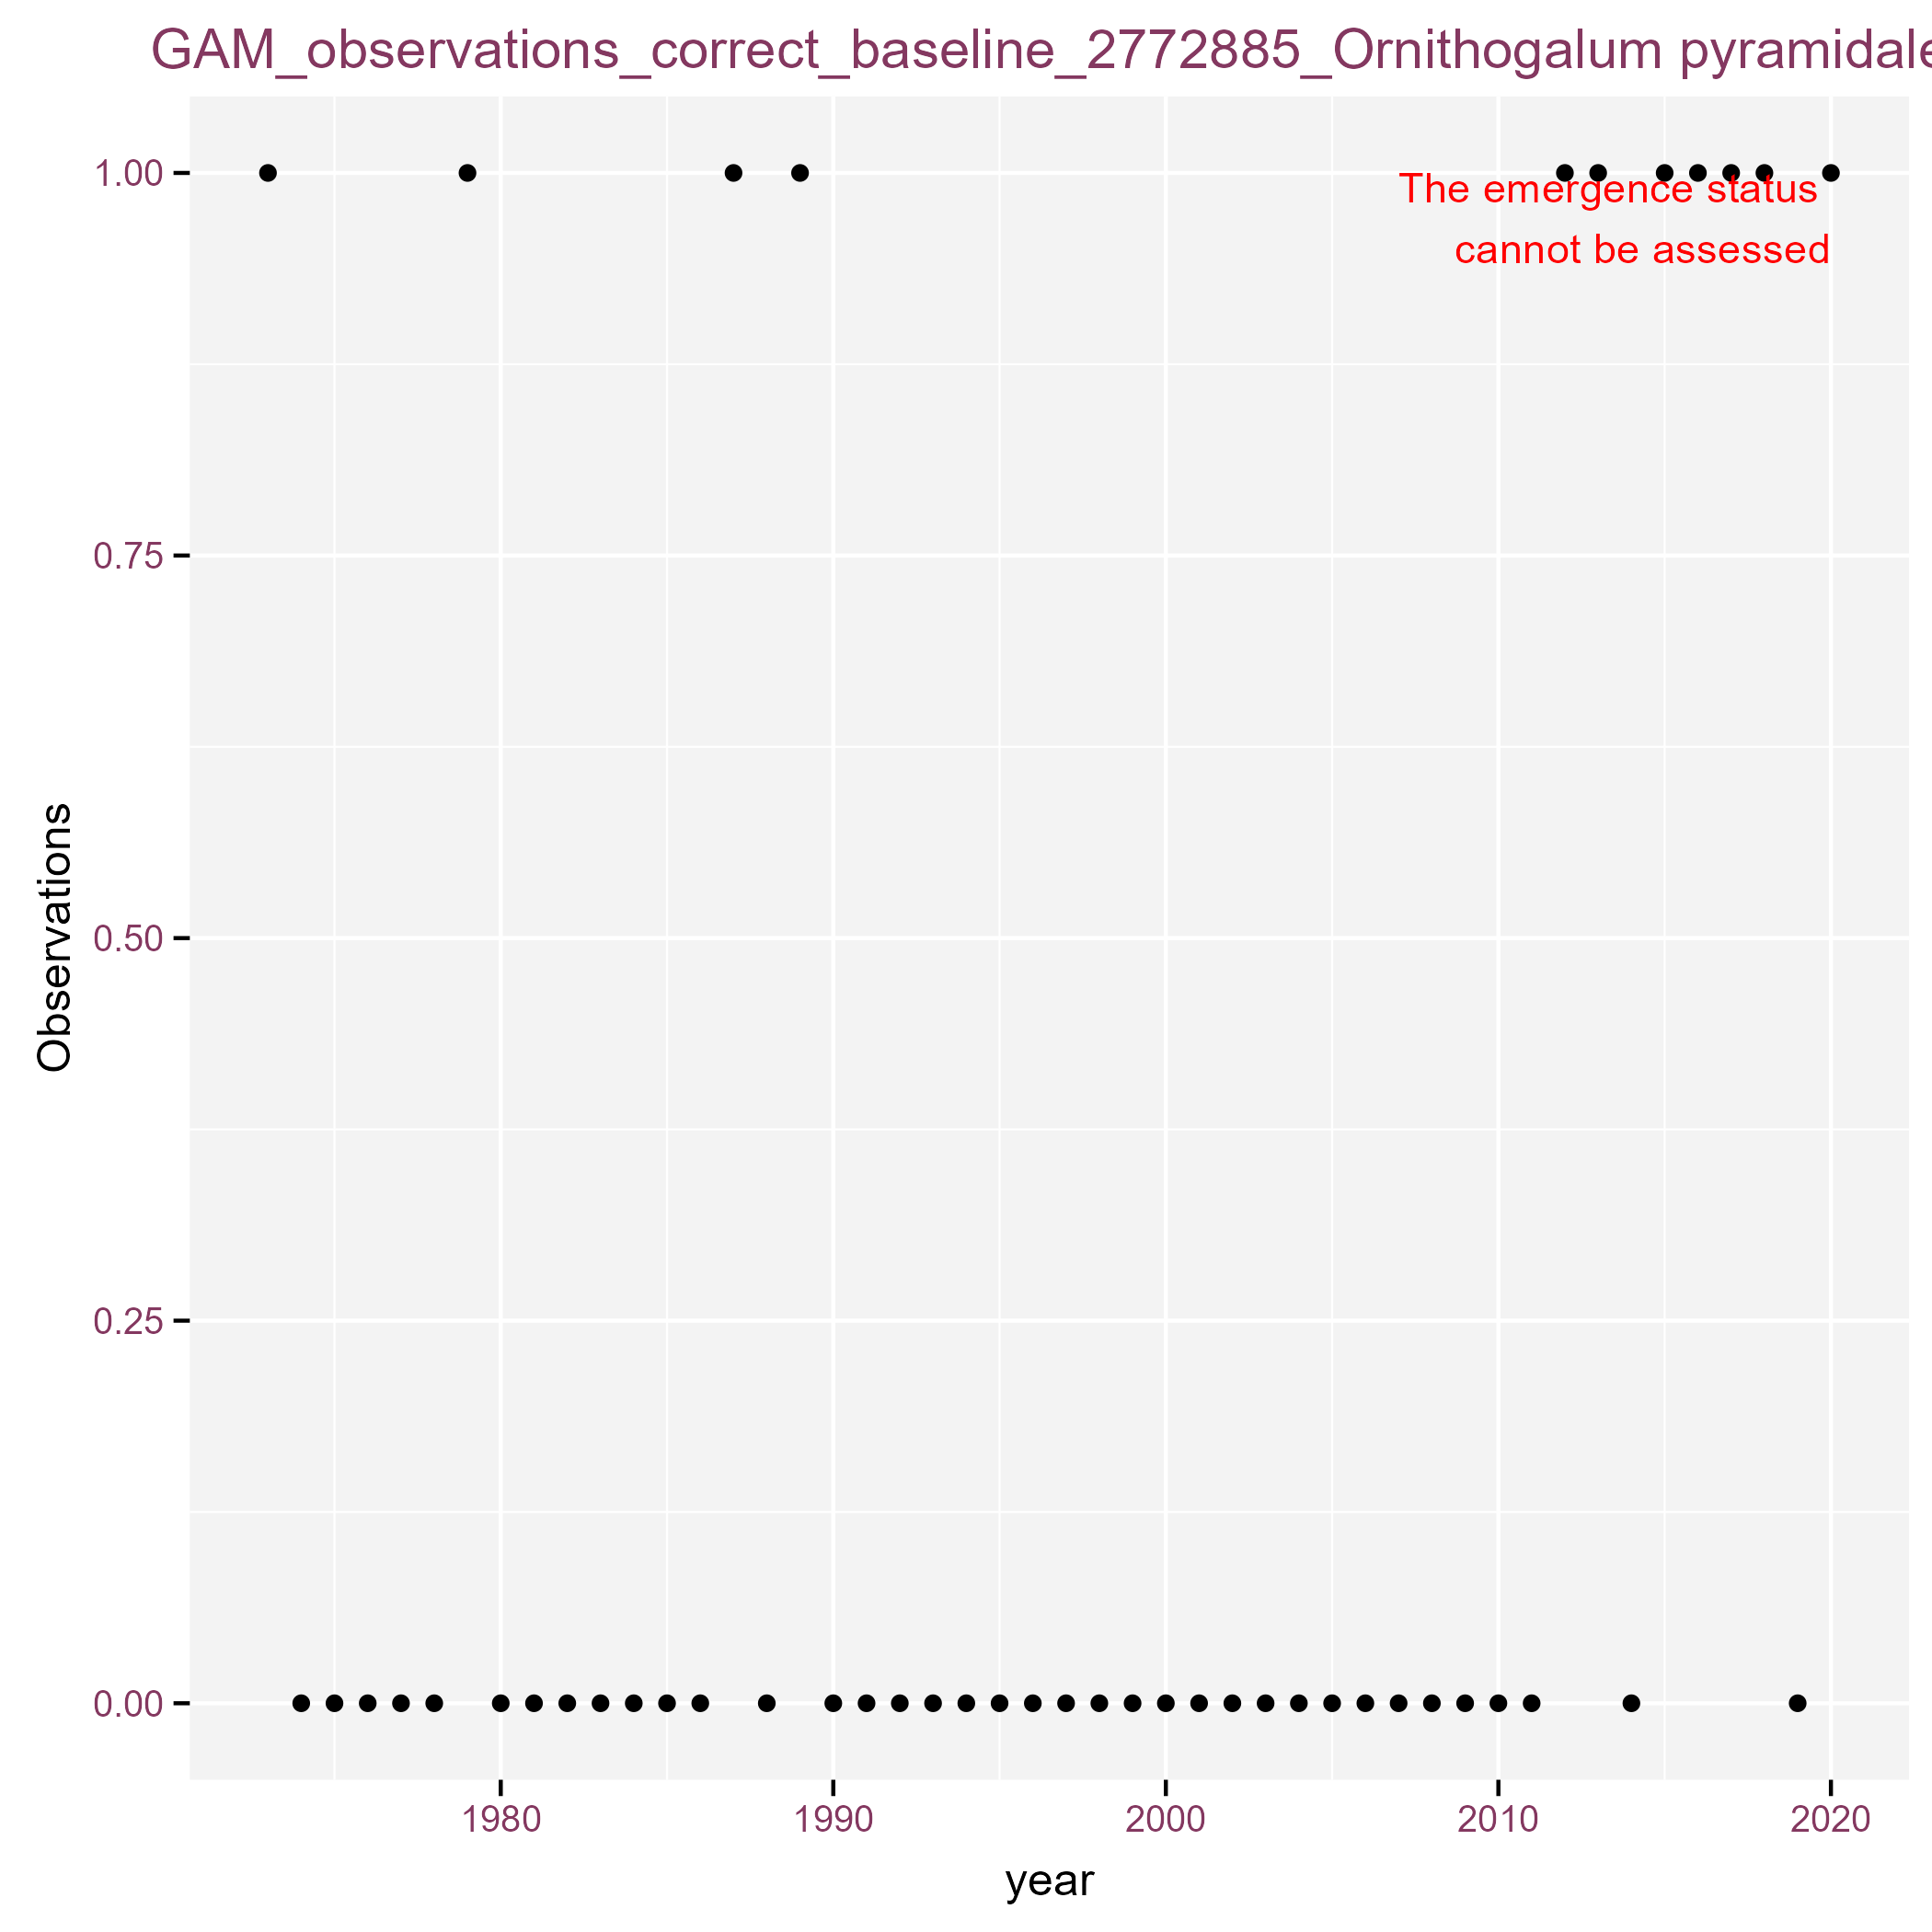 GAM_observations_correct_baseline_2772885_Ornithogalum pyramidale
1.00
The emergence status
cannot be assessed
0.75
0.50
0.25
0.00
Observations
1980 1990 2000 2010 2020
year